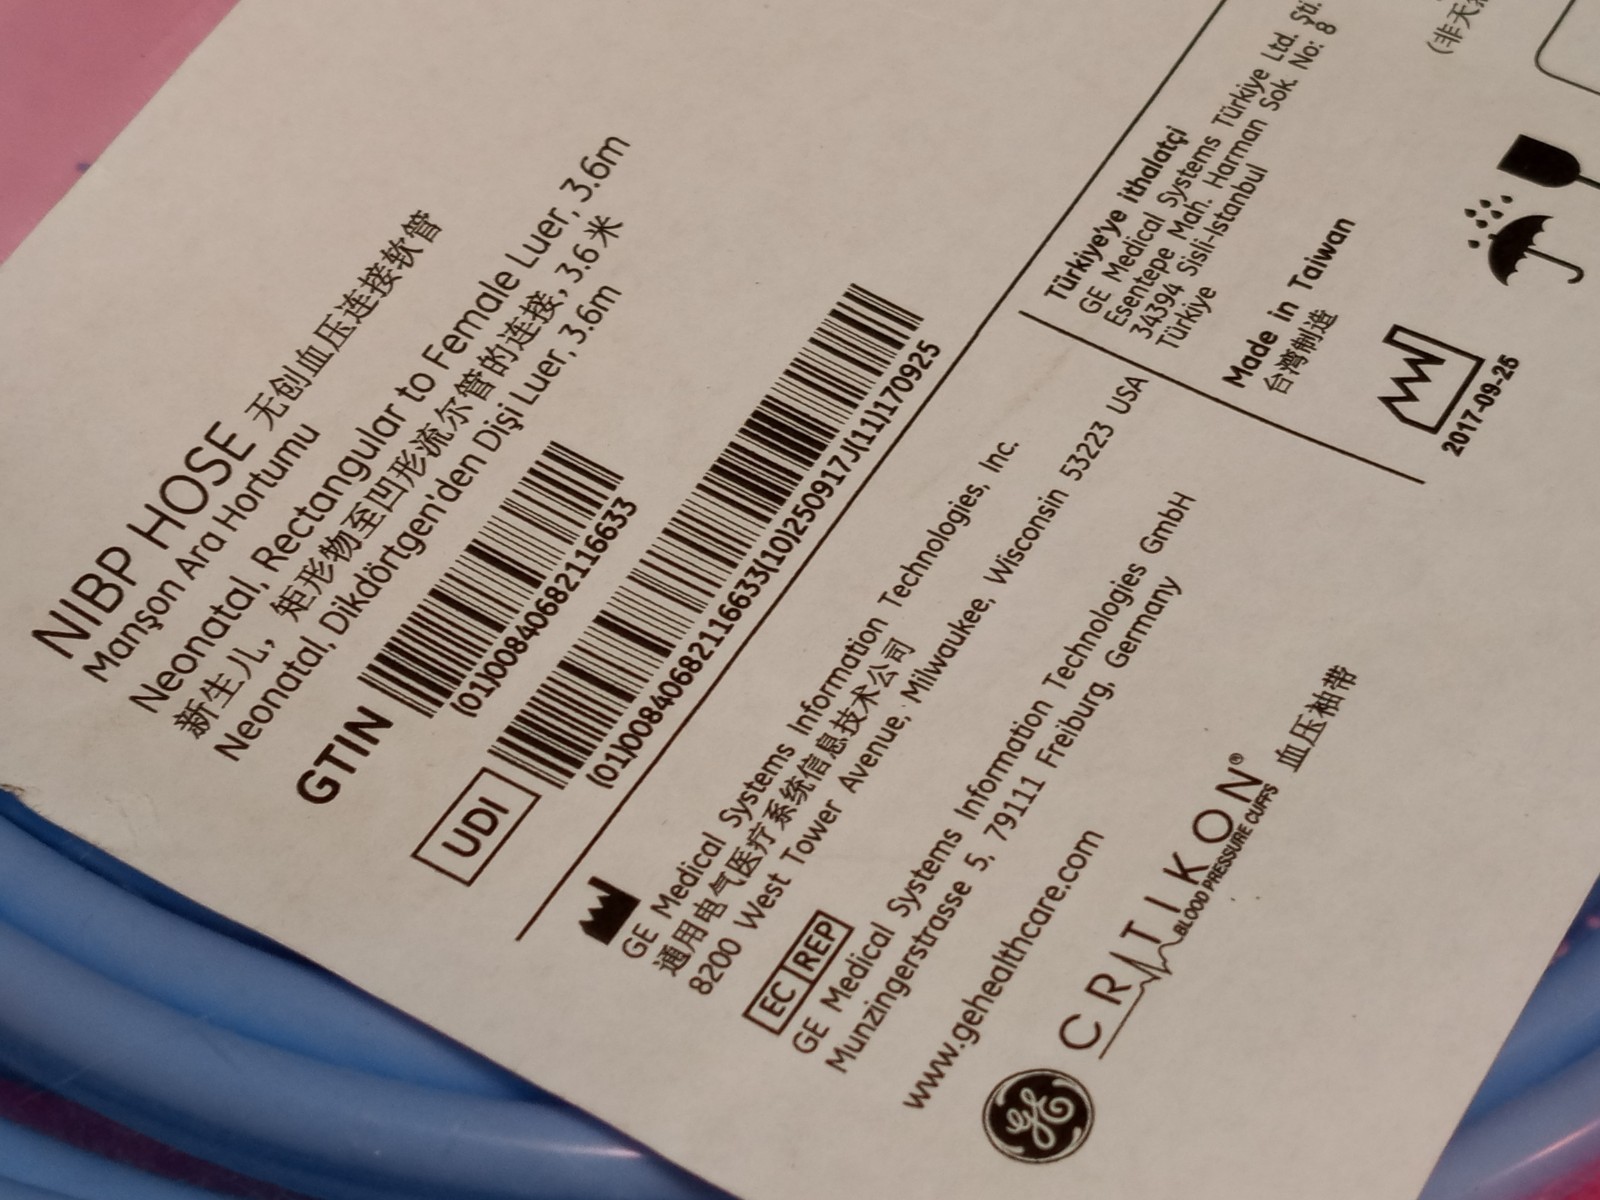 NIBP HOSE 无创血压连接软管
Manşon Ara Hortumu
Neonatal, Rectangular to Female Luer, 3.6m
新生儿，矩形物至凹形流尔管的连接，3.6 米
Neonatal, Dikdörtgen'den Dişi Luer, 3.6m
GTIN
(01)00840682116633
UDI
(01)00840682116633(10)250917J(11)170925
GE Medical Systems Information Technologies, Inc.
通用电气医疗系统信息技术公司
8200 West Tower Avenue, Milwaukee, Wisconsin 53223 USA
EC REP
GE Medical Systems Information Technologies GmbH
Munzingerstrasse 5, 79111 Freiburg, Germany
www.gehealthcare.com
GE
CRITIKON®
BLOOD PRESSURE CUFFS
血压袖带
Türkiye'ye ithalatçi
GE Medical Systems Türkiye Ltd. Şti.
Esentepe Mah. Harman Sok. No: 8
34394 Sisli-Istanbul
Türkiye
Made in Taiwan
台湾制造
2017-09-25
(非天